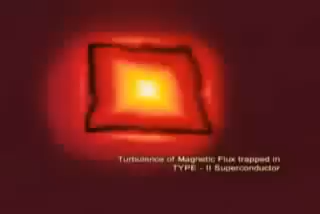 Turbulence of Magnetic Flux trapped in
TYPE - II Superconductor